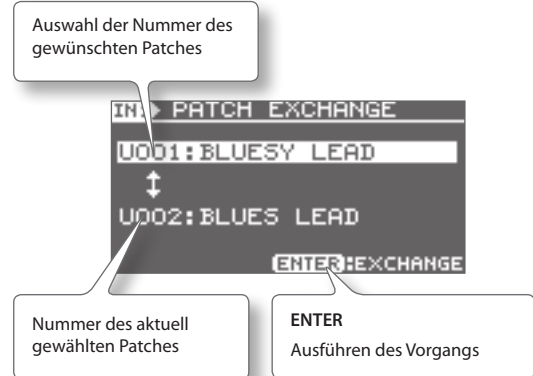 Auswahl der Nummer des
gewünschten Patches
IN: PATCH EXCHANGE
U001:BLUESY LEAD
U002:BLUES LEAD
ENTER:EXCHANGE
Nummer des aktuell
gewählten Patches
ENTER
Ausführen des Vorgangs